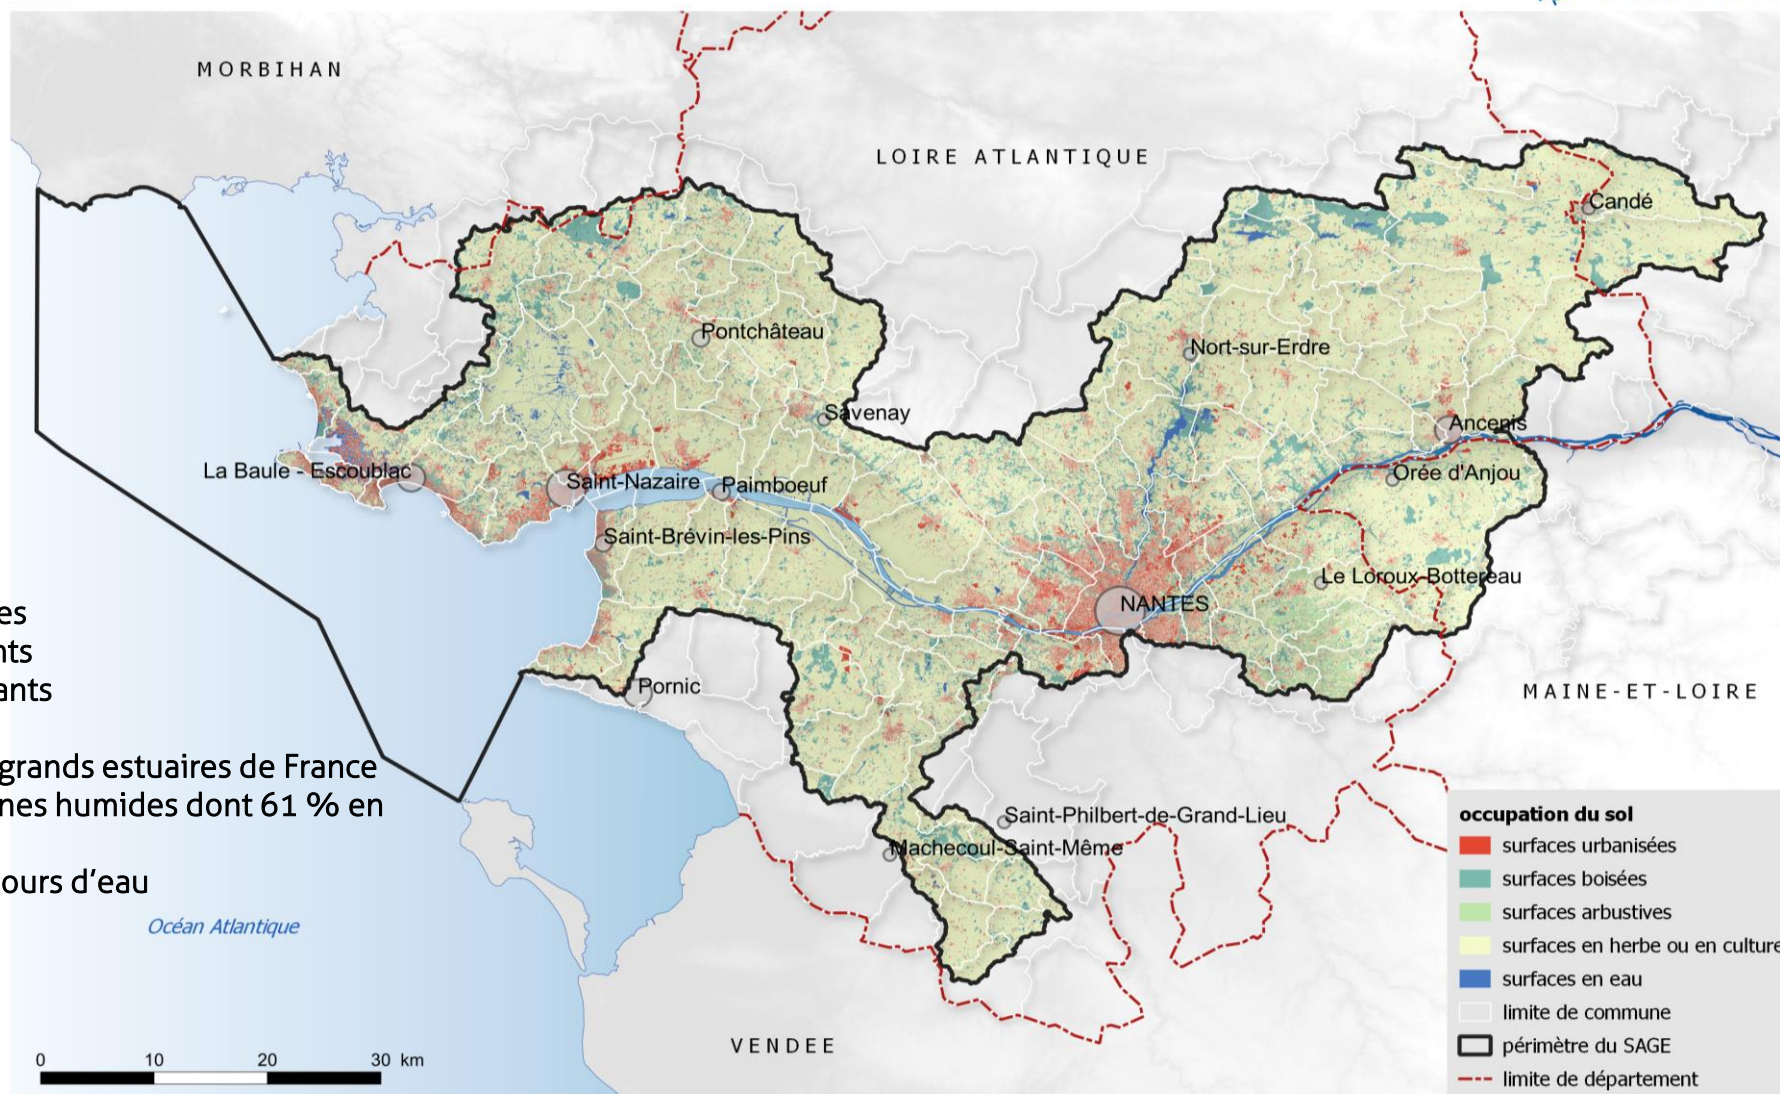 MORBIHAN
LOIRE ATLANTIQUE
Candé
Pontchâteau
Nort-sur-Erdre
Savenay
Ancenis
La Baule - Escoublac
Saint-Nazaire
Paimboeuf
Orée d'Anjou
Saint-Brévin-les-Pins
Le Loroux-Bottereau
NANTES
es
nts
ants
Pornic
MAINE-ET-LOIRE
grands estuaires de France
nes humides dont 61 % en
ours d'eau
Saint-Philbert-de-Grand-Lieu
Machecoul-Saint-Même
Océan Atlantique
VENDEE
0 10 20 30 km
occupation du sol
surfaces urbanisées
surfaces boisées
surfaces arbustives
surfaces en herbe ou en culture
surfaces en eau
limite de commune
périmètre du SAGE
limite de département